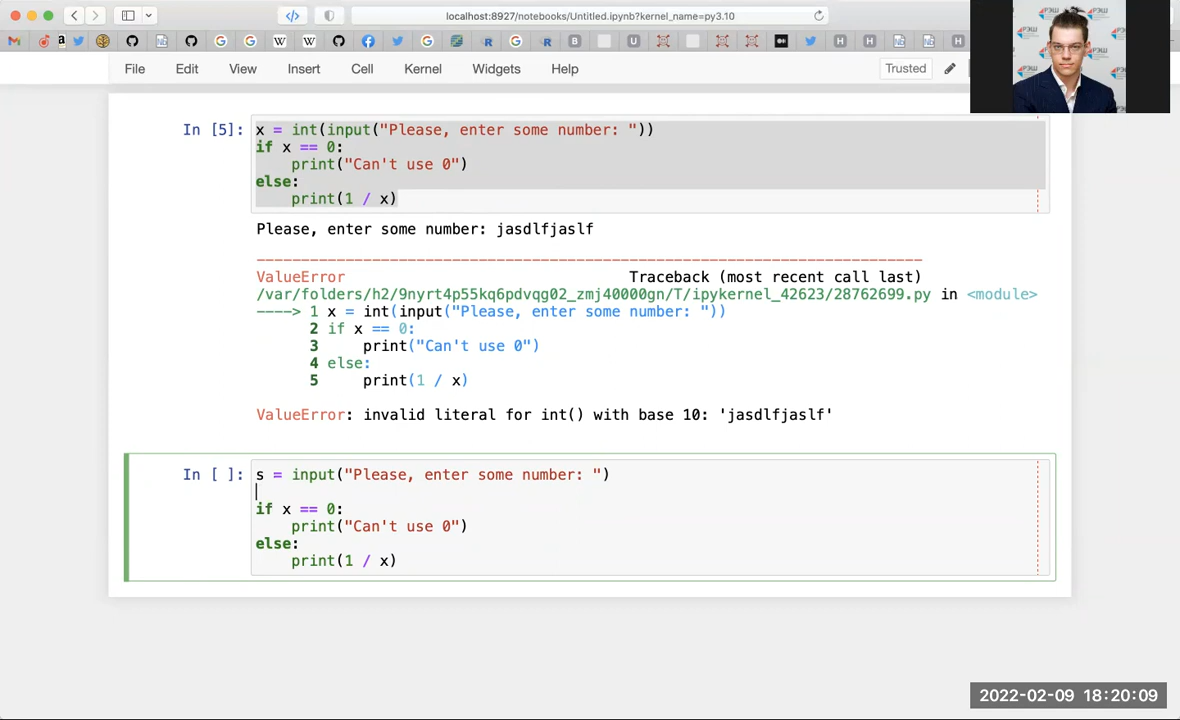 localhost:8927/notebooks/Untitled.ipynb?kernel_name=py3.10
File Edit View Insert Cell Kernel Widgets Help
Trusted
РЭШ
In [5]: x = int(input("Please, enter some number: "))
if x == 0:
    print("Can't use 0")
else:
    print(1 / x)
Please, enter some number: jasdlfjaslf
---------------------------------------------------------------------------
ValueError Traceback (most recent call last)
/var/folders/h2/9nyrt4p55kq6pdvqg02_zmj40000gn/T/ipykernel_42623/28762699.py in <module>
----> 1 x = int(input("Please, enter some number: "))
      2 if x == 0:
      3     print("Can't use 0")
      4 else:
      5     print(1 / x)
ValueError: invalid literal for int() with base 10: 'jasdlfjaslf'
In [ ]: s = input("Please, enter some number: ")
if x == 0:
    print("Can't use 0")
else:
    print(1 / x)
2022-02-09 18:20:09